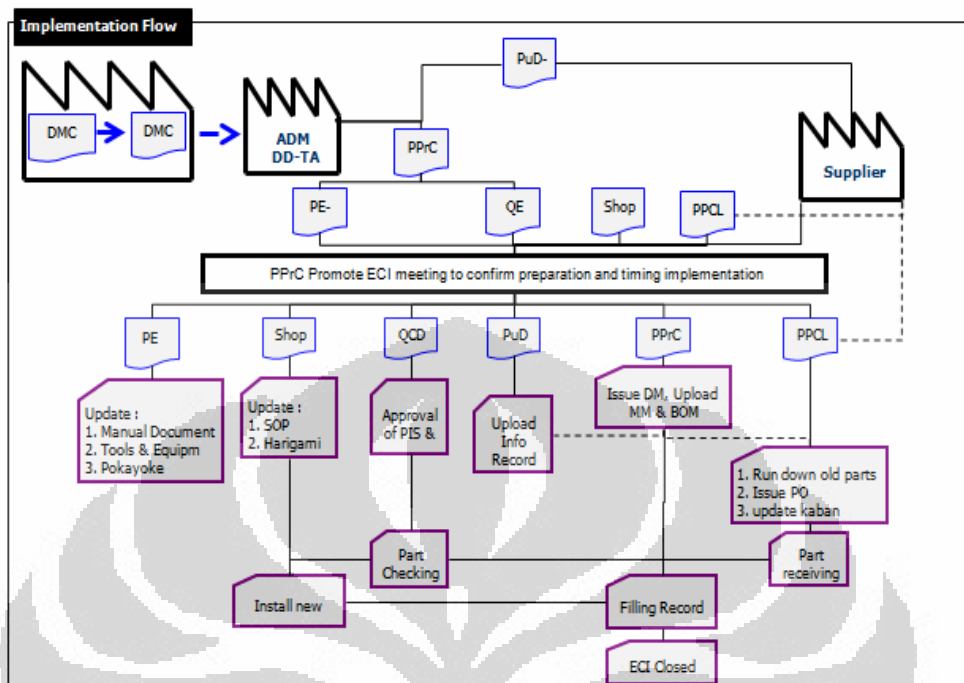 Implementation Flow
PuD-
DMC
DMC
ADM
DD-TA
PPrC
Supplier
PE-
QE
Shop
PPCL
PPrC Promote ECI meeting to confirm preparation and timing implementation
PE
Shop
QCD
PuD
PPrC
PPCL
Update :
1. Manual Document
2. Tools & Equipm
3. Pokayoke
Update :
1. SOP
2. Harigami
Approval
of PIS &
Upload
Info
Record
Issue DM, Upload
MM & BOM
1. Run down old parts
2. Issue PO
3. update kaban
Part
Checking
Part
receiving
Install new
Filling Record
ECI Closed